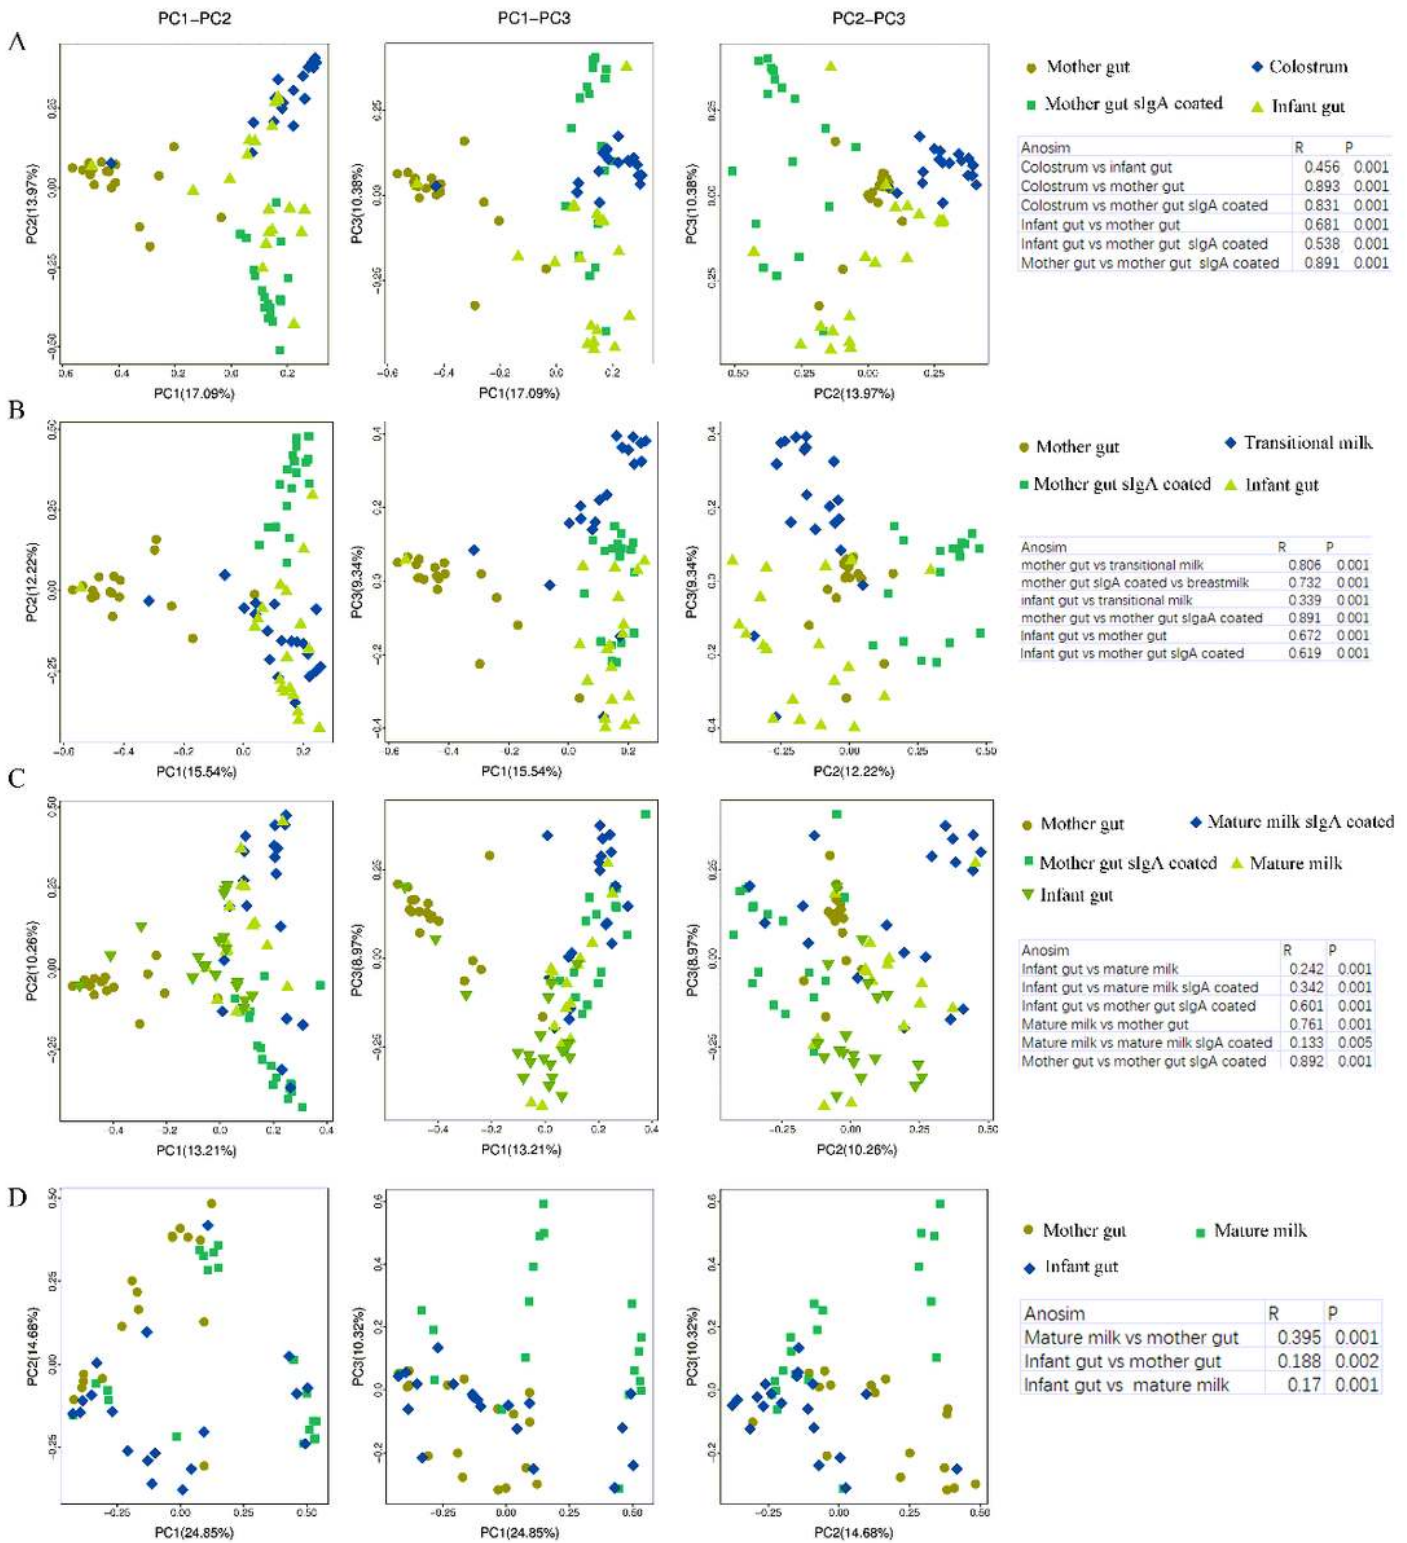 PC1-PC2
PC1-PC3
PC2-PC3
A
PC2(13.97%)
PC1(17.09%)
PC3(10.38%)
PC1(17.09%)
PC3(10.38%)
PC2(13.97%)
Mother gut
Colostrum
Mother gut sIgA coated
Infant gut
Anosim R P
Colostrum vs infant gut 0.456 0.001
Colostrum vs mother gut 0.893 0.001
Colostrum vs mother gut sIgA coated 0.831 0.001
Infant gut vs mother gut 0.681 0.001
Infant gut vs mother gut sIgA coated 0.538 0.001
Mother gut vs mother gut sIgA coated 0.891 0.001
B
PC2(12.22%)
PC1(15.54%)
PC3(9.34%)
PC1(15.54%)
PC3(9.34%)
PC2(12.22%)
Mother gut
Transitional milk
Mother gut sIgA coated
Infant gut
Anosim R P
mother gut vs transitional milk 0.806 0.001
mother gut sIgA coated vs breastmilk 0.732 0.001
infant gut vs transitional milk 0.339 0.001
mother gut vs mother gut sIgaA coated 0.891 0.001
Infant gut vs mother gut 0.672 0.001
Infant gut vs mother gut sIgA coated 0.619 0.001
C
PC2(10.26%)
PC1(13.21%)
PC3(8.97%)
PC1(13.21%)
PC3(8.97%)
PC2(10.26%)
Mother gut
Mature milk sIgA coated
Mother gut sIgA coated
Mature milk
Infant gut
Anosim R P
Infant gut vs mature milk 0.242 0.001
Infant gut vs mature milk sIgA coated 0.342 0.001
Infant gut vs mother gut sIgA coated 0.601 0.001
Mature milk vs mother gut 0.761 0.001
Mature milk vs mature milk sIgA coated 0.133 0.005
Mother gut vs mother gut sIgA coated 0.892 0.001
D
PC2(14.68%)
PC1(24.85%)
PC3(10.32%)
PC1(24.85%)
PC3(10.32%)
PC2(14.68%)
Mother gut
Mature milk
Infant gut
Anosim R P
Mature milk vs mother gut 0.395 0.001
Infant gut vs mother gut 0.188 0.002
Infant gut vs mature milk 0.17 0.001